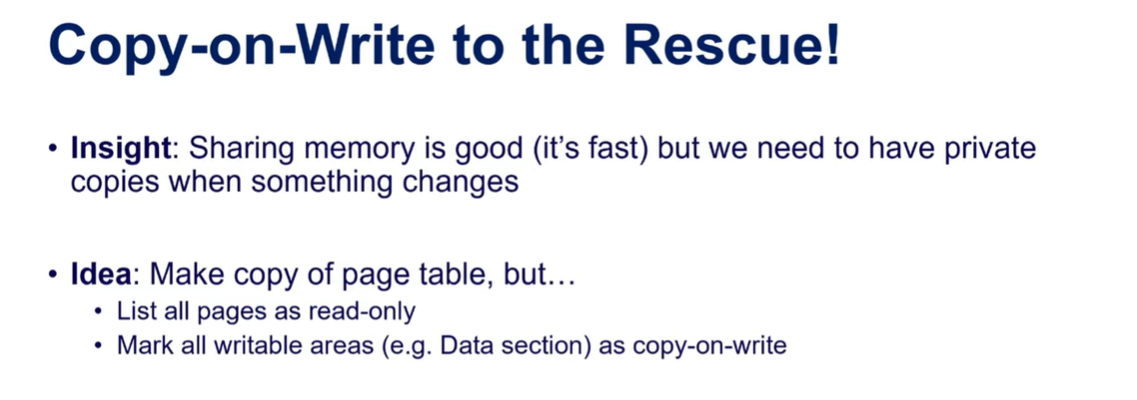 Copy-on-Write to the Rescue!
• Insight: Sharing memory is good (it's fast) but we need to have private
copies when something changes
• Idea: Make copy of page table, but…
• List all pages as read-only
• Mark all writable areas (e.g. Data section) as copy-on-write